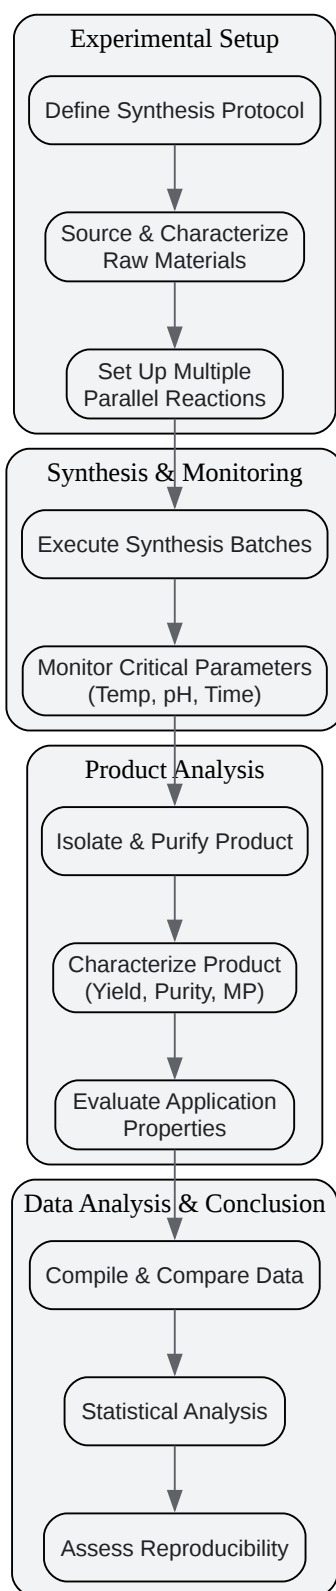 Experimental Setup
Define Synthesis Protocol
Source & Characterize
Raw Materials
Set Up Multiple
Parallel Reactions
Synthesis & Monitoring
Execute Synthesis Batches
Monitor Critical Parameters
(Temp, pH, Time)
Product Analysis
Isolate & Purify Product
Characterize Product
(Yield, Purity, MP)
Evaluate Application
Properties
Data Analysis & Conclusion
Compile & Compare Data
Statistical Analysis
Assess Reproducibility